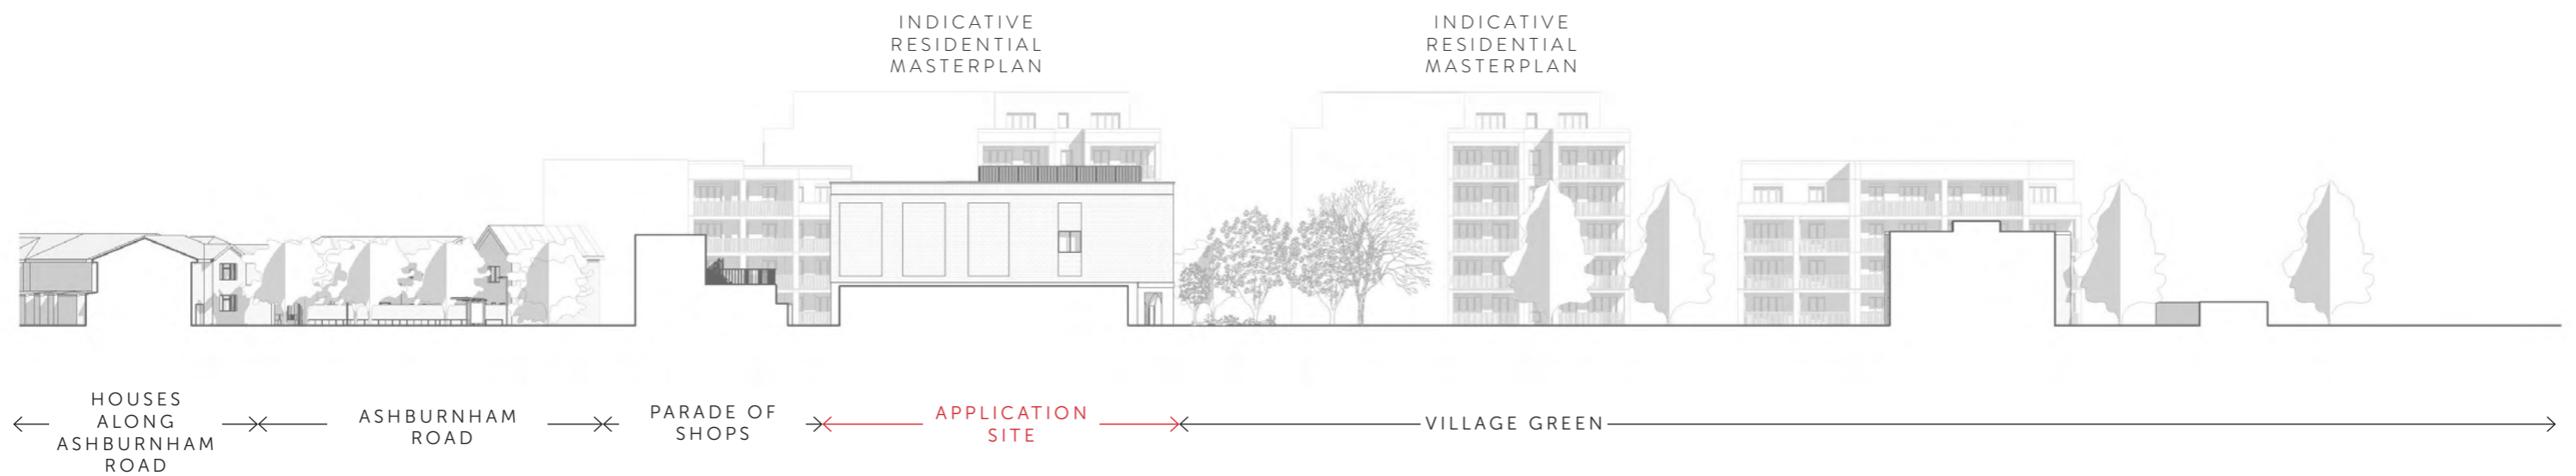 INDICATIVE
RESIDENTIAL
MASTERPLAN
INDICATIVE
RESIDENTIAL
MASTERPLAN
HOUSES
ALONG
ASHBURNHAM
ROAD
ASHBURNHAM
ROAD
PARADE OF
SHOPS
APPLICATION
SITE
VILLAGE GREEN